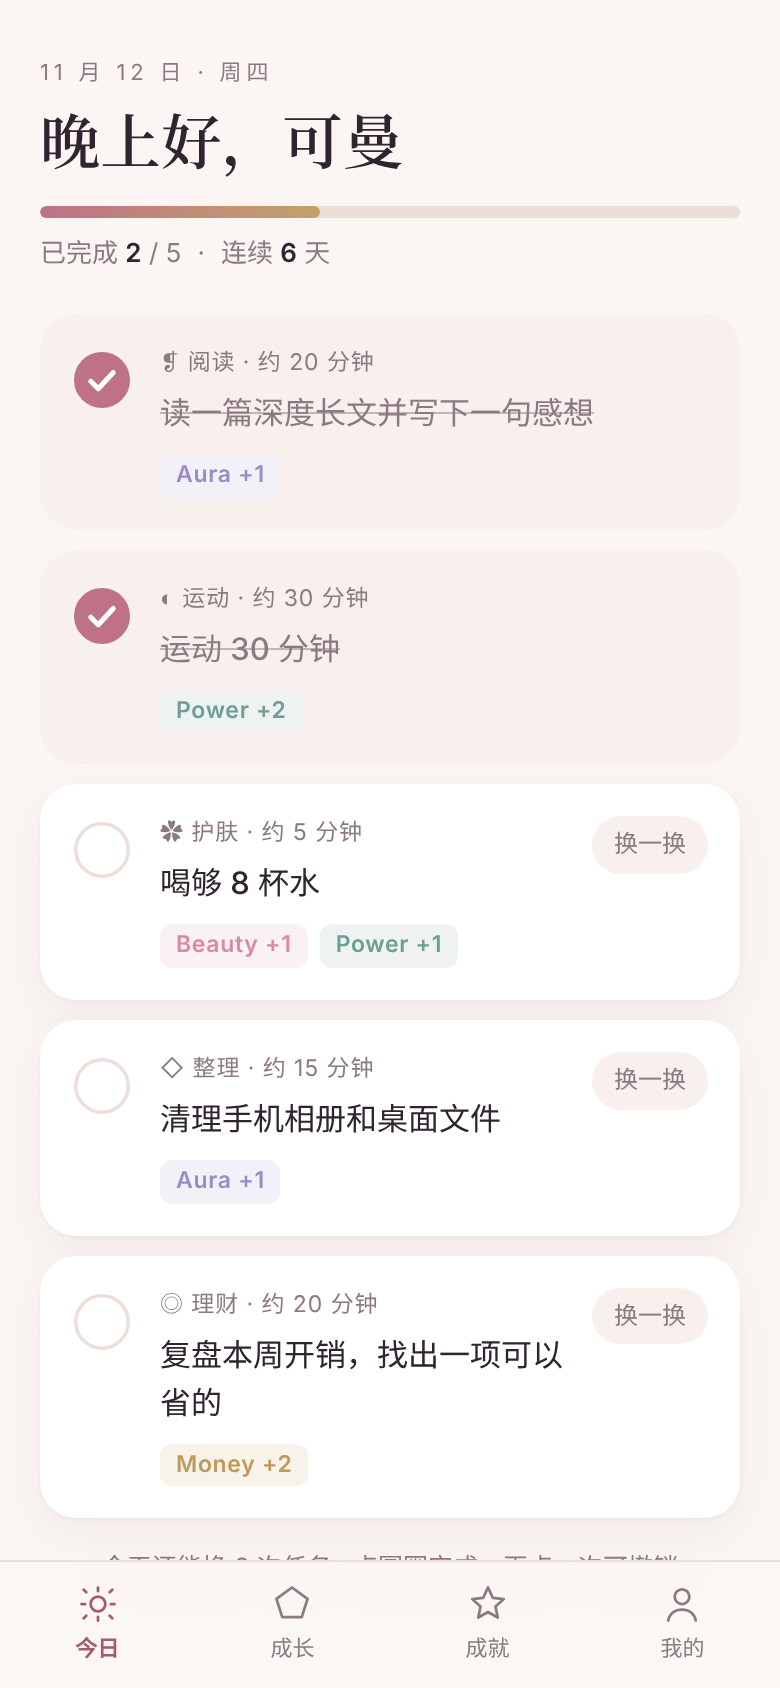 11 月 12 日 · 周四
晚上好，可曼
已完成 2 / 5 · 连续 6 天
❡ 阅读 · 约 20 分钟
读一篇深度长文并写下一句感想
Aura +1
运动 · 约 30 分钟
运动 30 分钟
Power +2
护肤 · 约 5 分钟
换一换
喝够 8 杯水
Beauty +1 Power +1
整理 · 约 15 分钟
换一换
清理手机相册和桌面文件
Aura +1
理财 · 约 20 分钟
换一换
复盘本周开销，找出一项可以
省的
Money +2
今日 成长 成就 我的